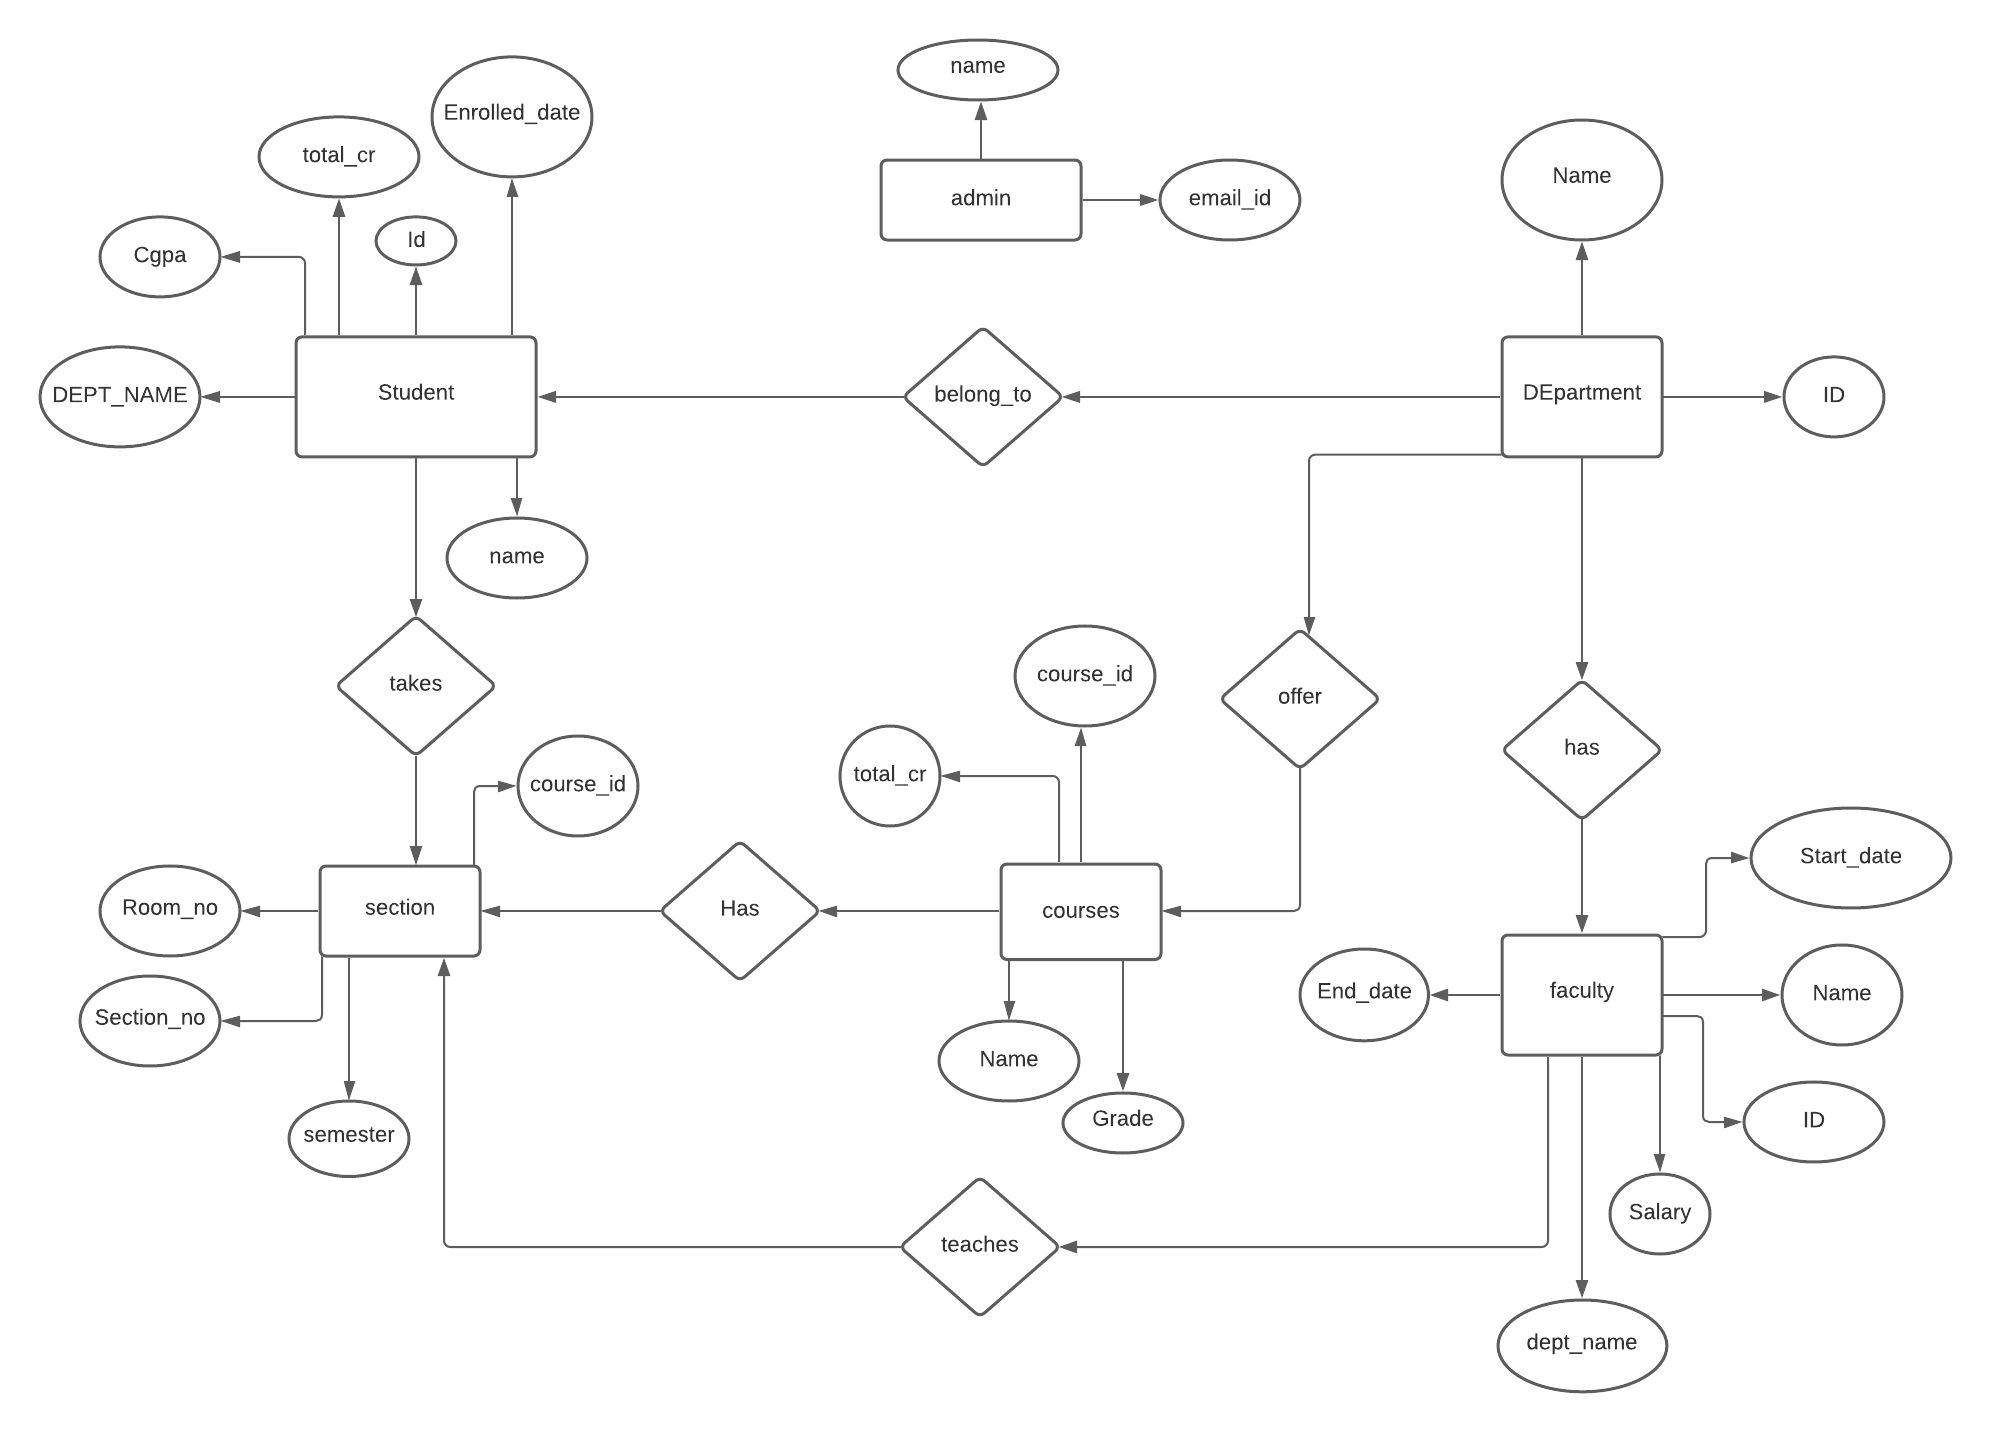 name
Enrolled_date
total_cr
Name
admin
email_id
Id
Cgpa
Student
belong_to
DEpartment
ID
DEPT_NAME
name
takes
course_id
offer
has
total_cr
course_id
Start_date
section
Has
courses
Room_no
End_date
faculty
Name
Section_no
Name
Grade
ID
semester
Salary
teaches
dept_name